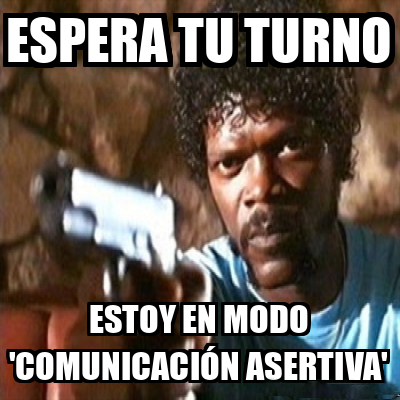 ESPERA TU TURNO
ESTOY EN MODO
'COMUNICACIÓN ASERTIVA'